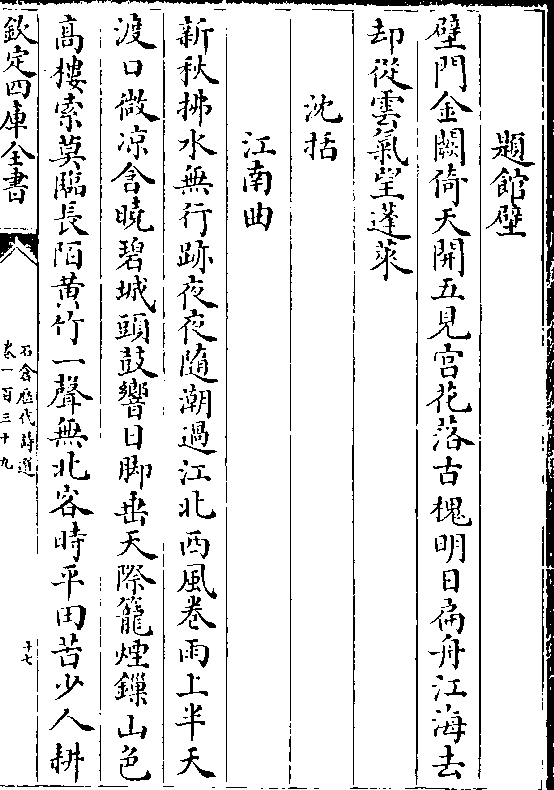 題館壁
壁門金闕倚天開五見宮花落古槐明日扁舟江海去
却從雲氣望蓬萊
沈括
江南曲
新秋拂水無行跡夜夜隨潮過江北西風卷雨上半天
渡口微凉含曉碧城頭鼓響日脚垂天際籠煙鏁山色
高樓索莫臨長陌黄竹一聲無北客時平田苦少人耕
欽定四庫全書
石倉歴代詩選
卷一百三十九
十七